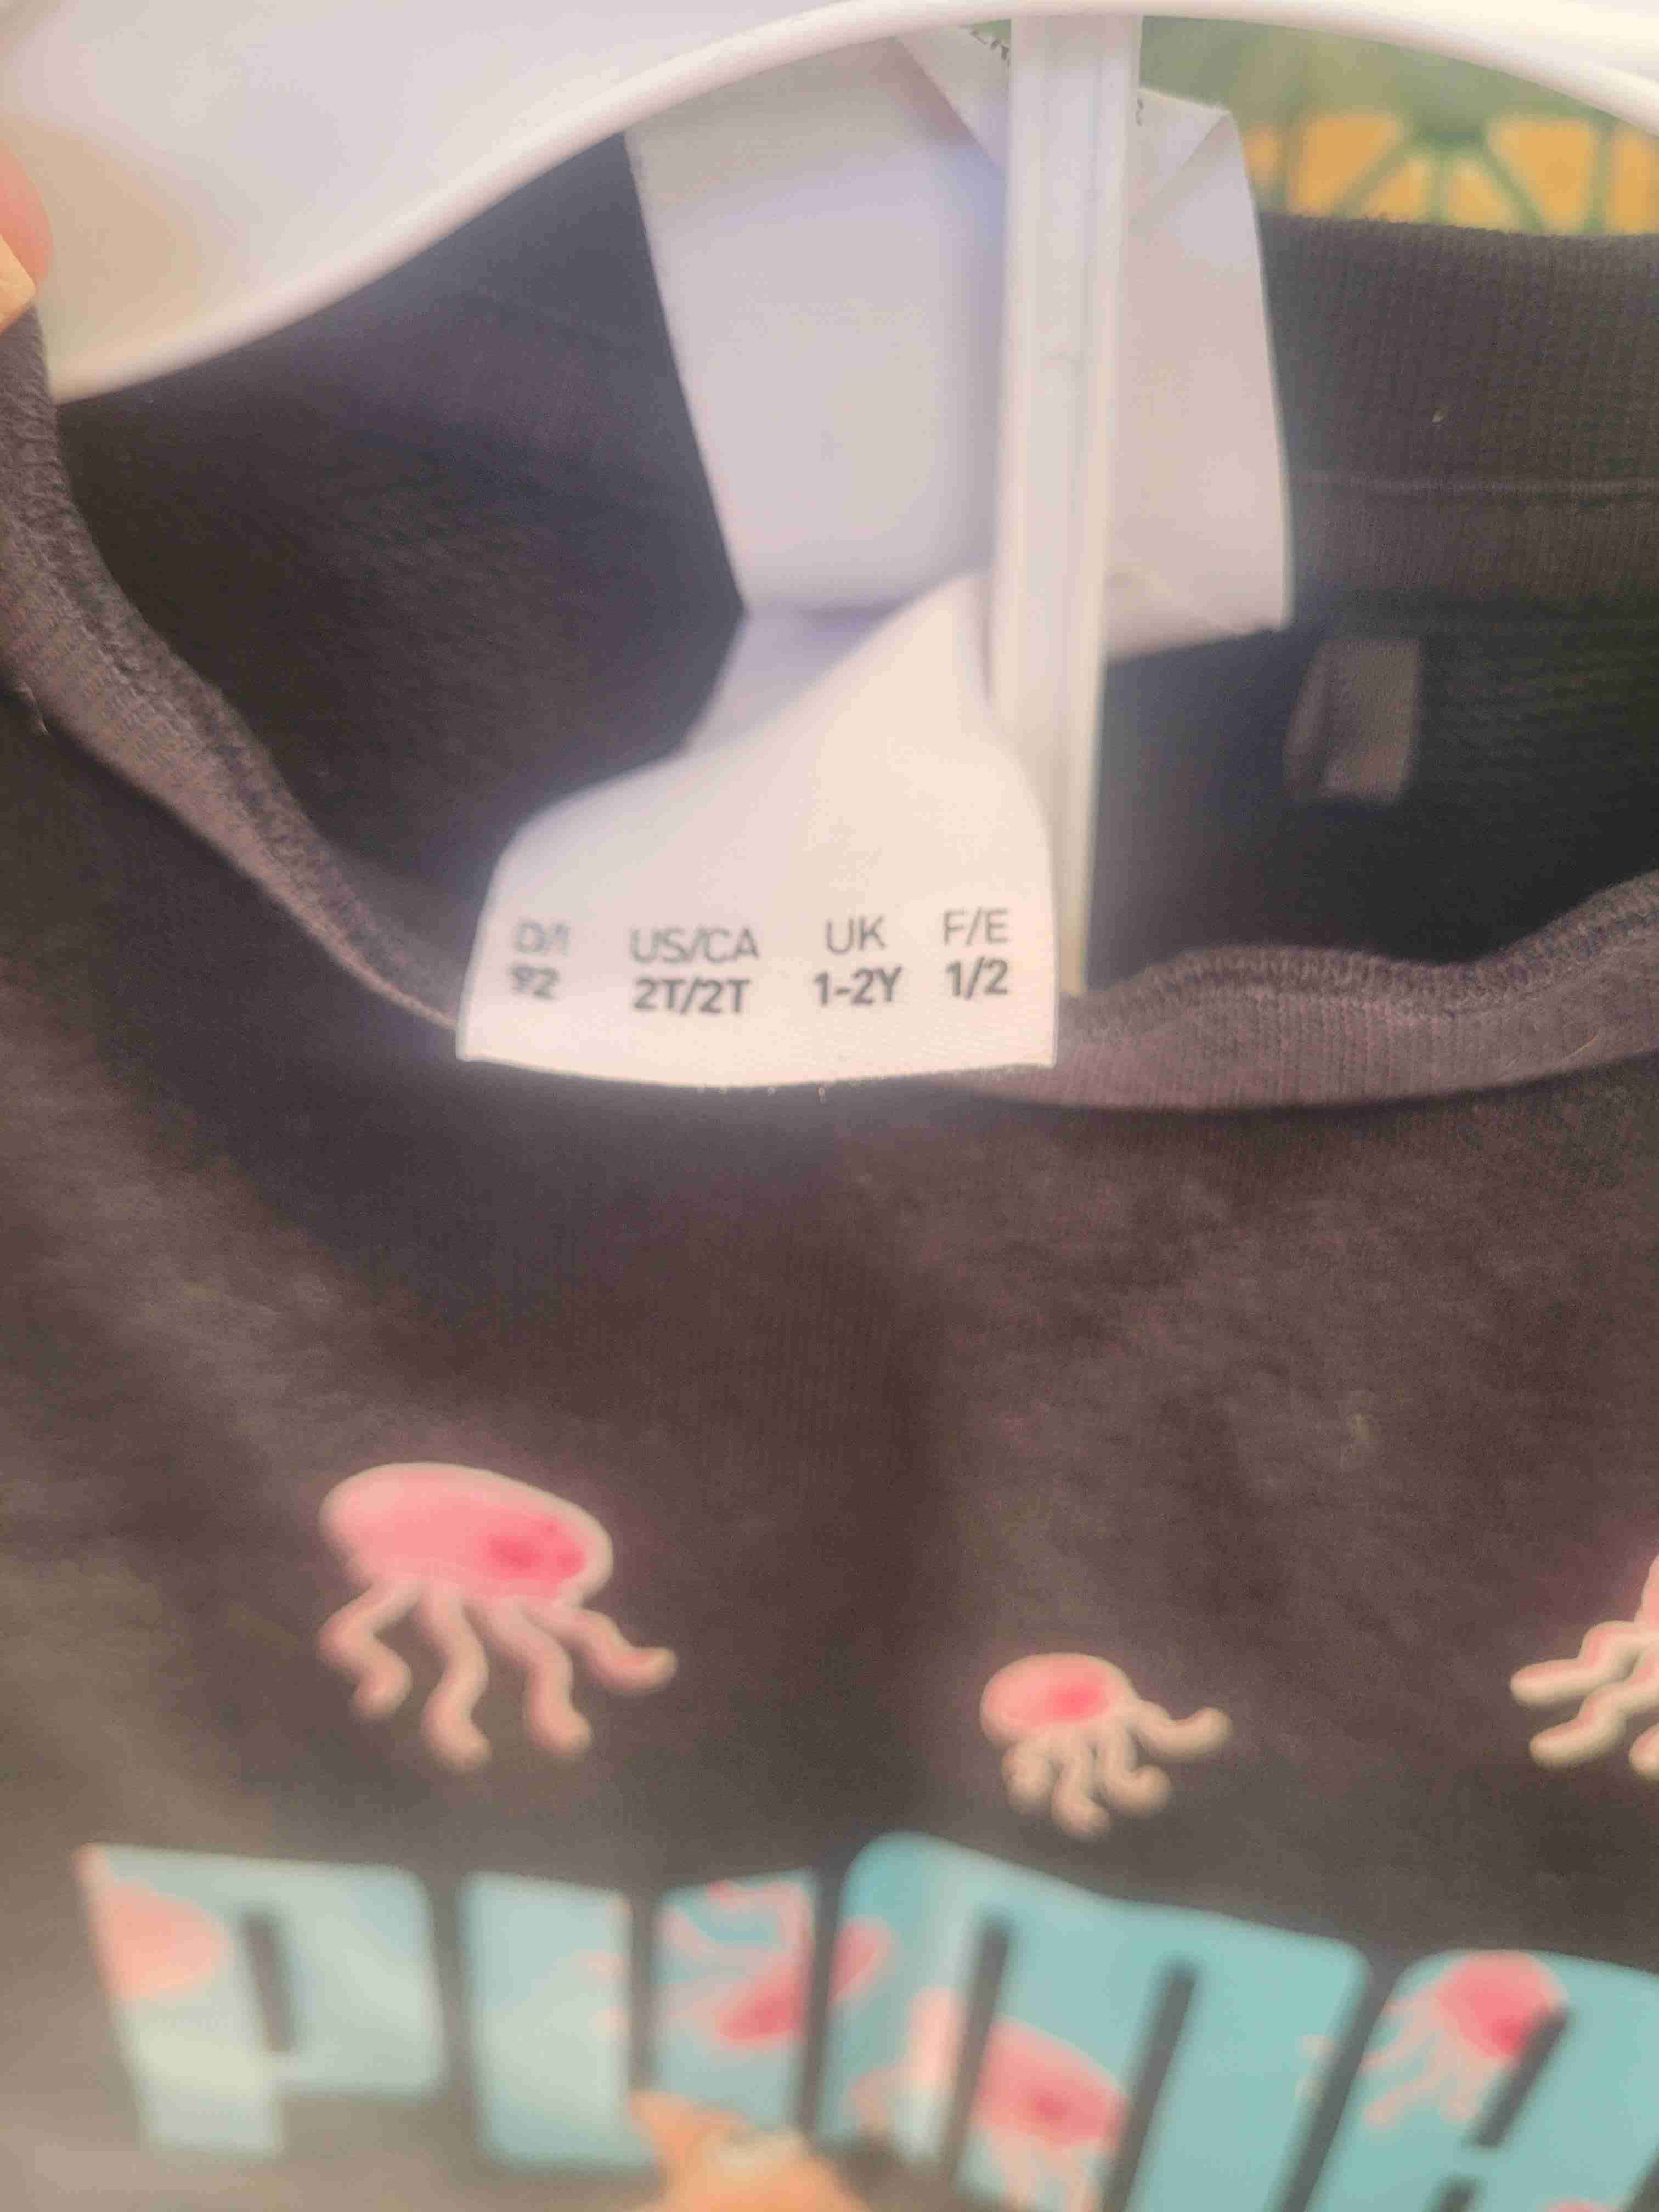 D/I US/CA UK F/E
92 2T/2T 1-2Y 1/2
PUMA